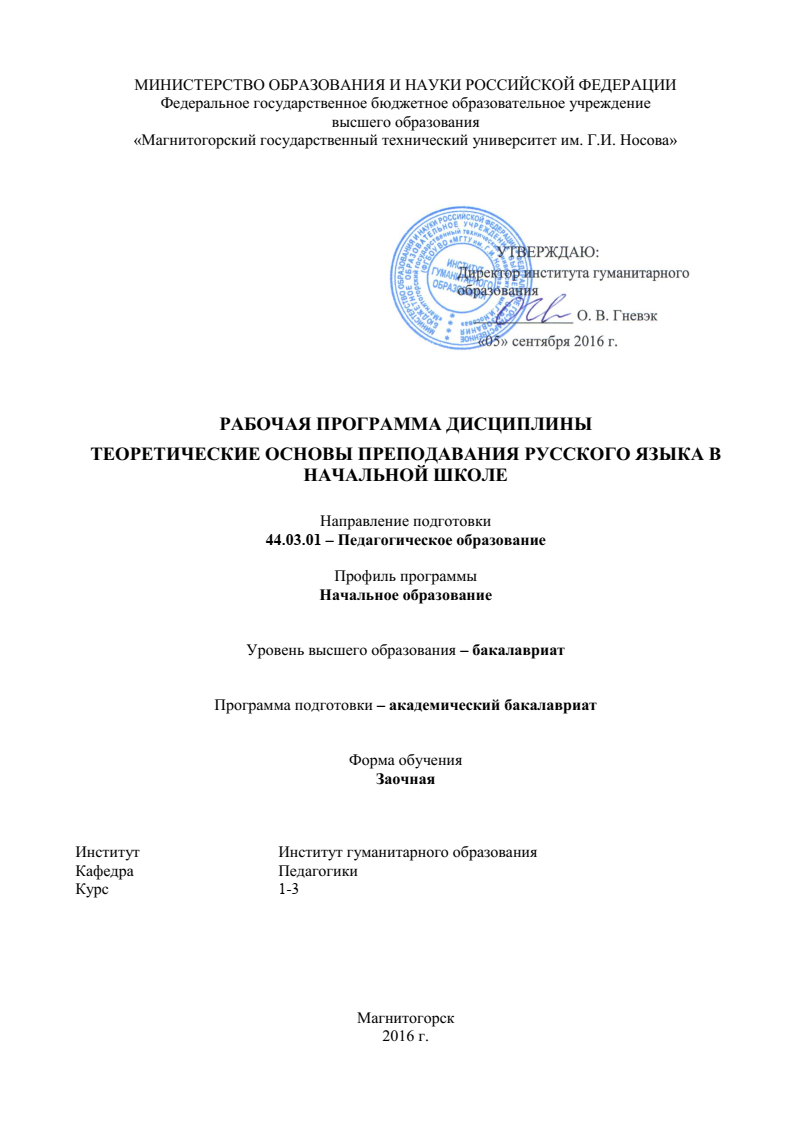 МИНИСТЕРСТВО ОБРАЗОВАНИЯ И НАУКИ РОССИЙСКОЙ ФЕДЕРАЦИИ
Федеральное государственное бюджетное образовательное учреждение
высшего образования
«Магнитогорский государственный технический университет им. Г.И. Носова»
УТВЕРЖДАЮ:
Директор института гуманитарного
образования
О. В. Гневэк
«05» сентября 2016 г.
ИНСТИТУТ
ГУМАНИТАРНОГО
ОБРАЗОВАНИЯ
РАБОЧАЯ ПРОГРАММА ДИСЦИПЛИНЫ
ТЕОРЕТИЧЕСКИЕ ОСНОВЫ ПРЕПОДАВАНИЯ РУССКОГО ЯЗЫКА В
НАЧАЛЬНОЙ ШКОЛЕ
Направление подготовки
44.03.01 – Педагогическое образование
Профиль программы
Начальное образование
Уровень высшего образования – бакалавриат
Программа подготовки – академический бакалавриат
Форма обучения
Заочная
Институт Институт гуманитарного образования
Кафедра Педагогики
Курс 1-3
Магнитогорск
2016 г.